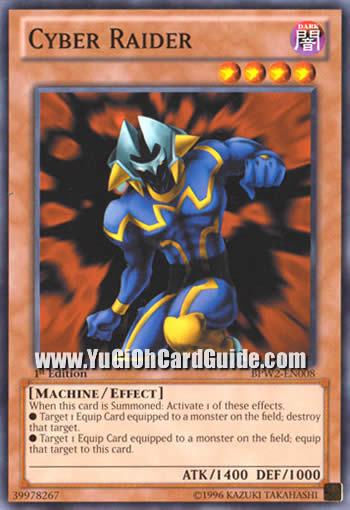 CYBER RAIDER
DARK
闇
www.YuGiOhCardGuide.com
1st Edition
BPW2-EN008
[MACHINE/EFFECT]
When this card is Summoned: Activate 1 of these effects.
● Target 1 Equip Card equipped to a monster on the field; destroy
that target.
● Target 1 Equip Card equipped to a monster on the field; equip
that target to this card.
ATK/1400 DEF/1000
39978267
©1996 KAZUKI TAKAHASHI